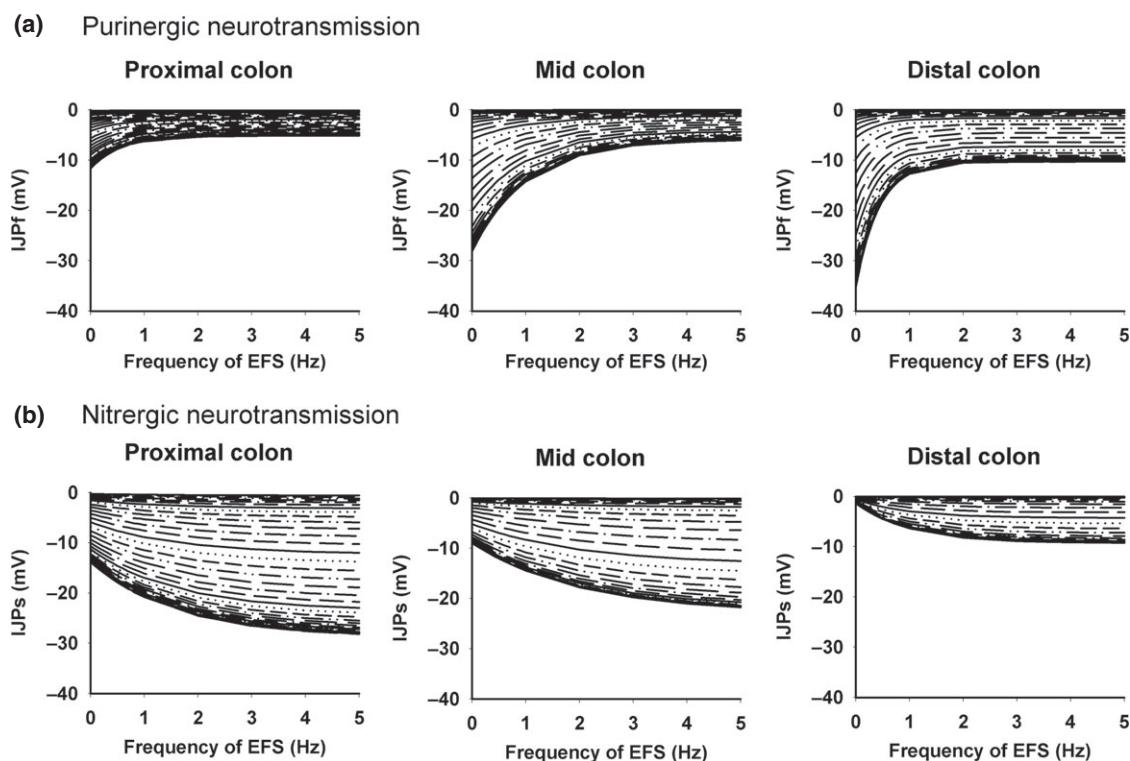 (a) Purinergic neurotransmission
Proximal colon
Mid colon
Distal colon
IJPf (mV)
0
–10
–20
–30
–40
0 1 2 3 4 5
Frequency of EFS (Hz)
IJPf (mV)
0
–10
–20
–30
–40
0 1 2 3 4 5
Frequency of EFS (Hz)
IJPf (mV)
0
–10
–20
–30
–40
0 1 2 3 4 5
Frequency of EFS (Hz)
(b) Nitrergic neurotransmission
Proximal colon
Mid colon
Distal colon
IJPs (mV)
0
–10
–20
–30
–40
0 1 2 3 4 5
Frequency of EFS (Hz)
IJPs (mV)
0
–10
–20
–30
–40
0 1 2 3 4 5
Frequency of EFS (Hz)
IJPs (mV)
0
–10
–20
–30
–40
0 1 2 3 4 5
Frequency of EFS (Hz)